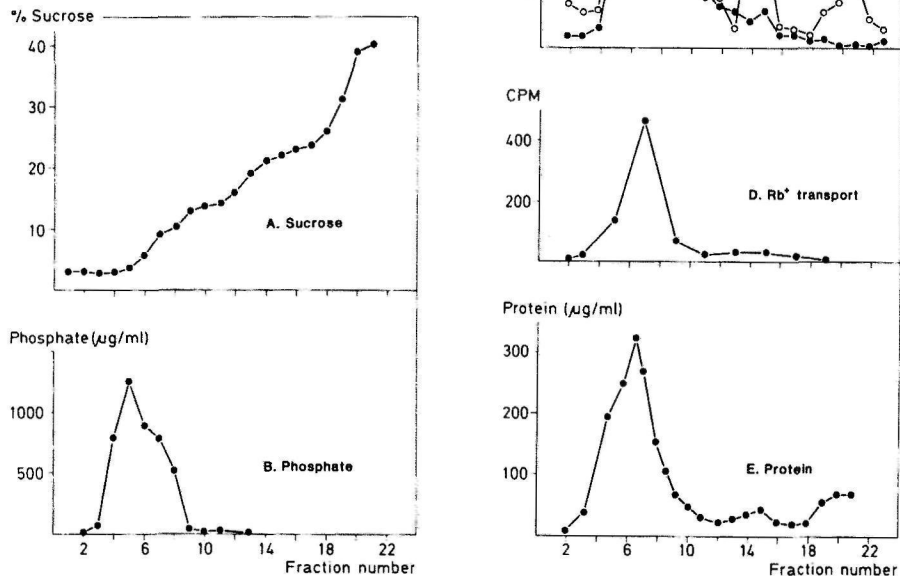 % Sucrose
40
30
20
10
A. Sucrose
Phosphate (µg/ml)
1000
500
B. Phosphate
2 6 10 14 18 22
Fraction number
CPM
400
200
D. Rb⁺ transport
Protein (µg/ml)
300
200
100
E. Protein
2 6 10 14 18 22
Fraction number